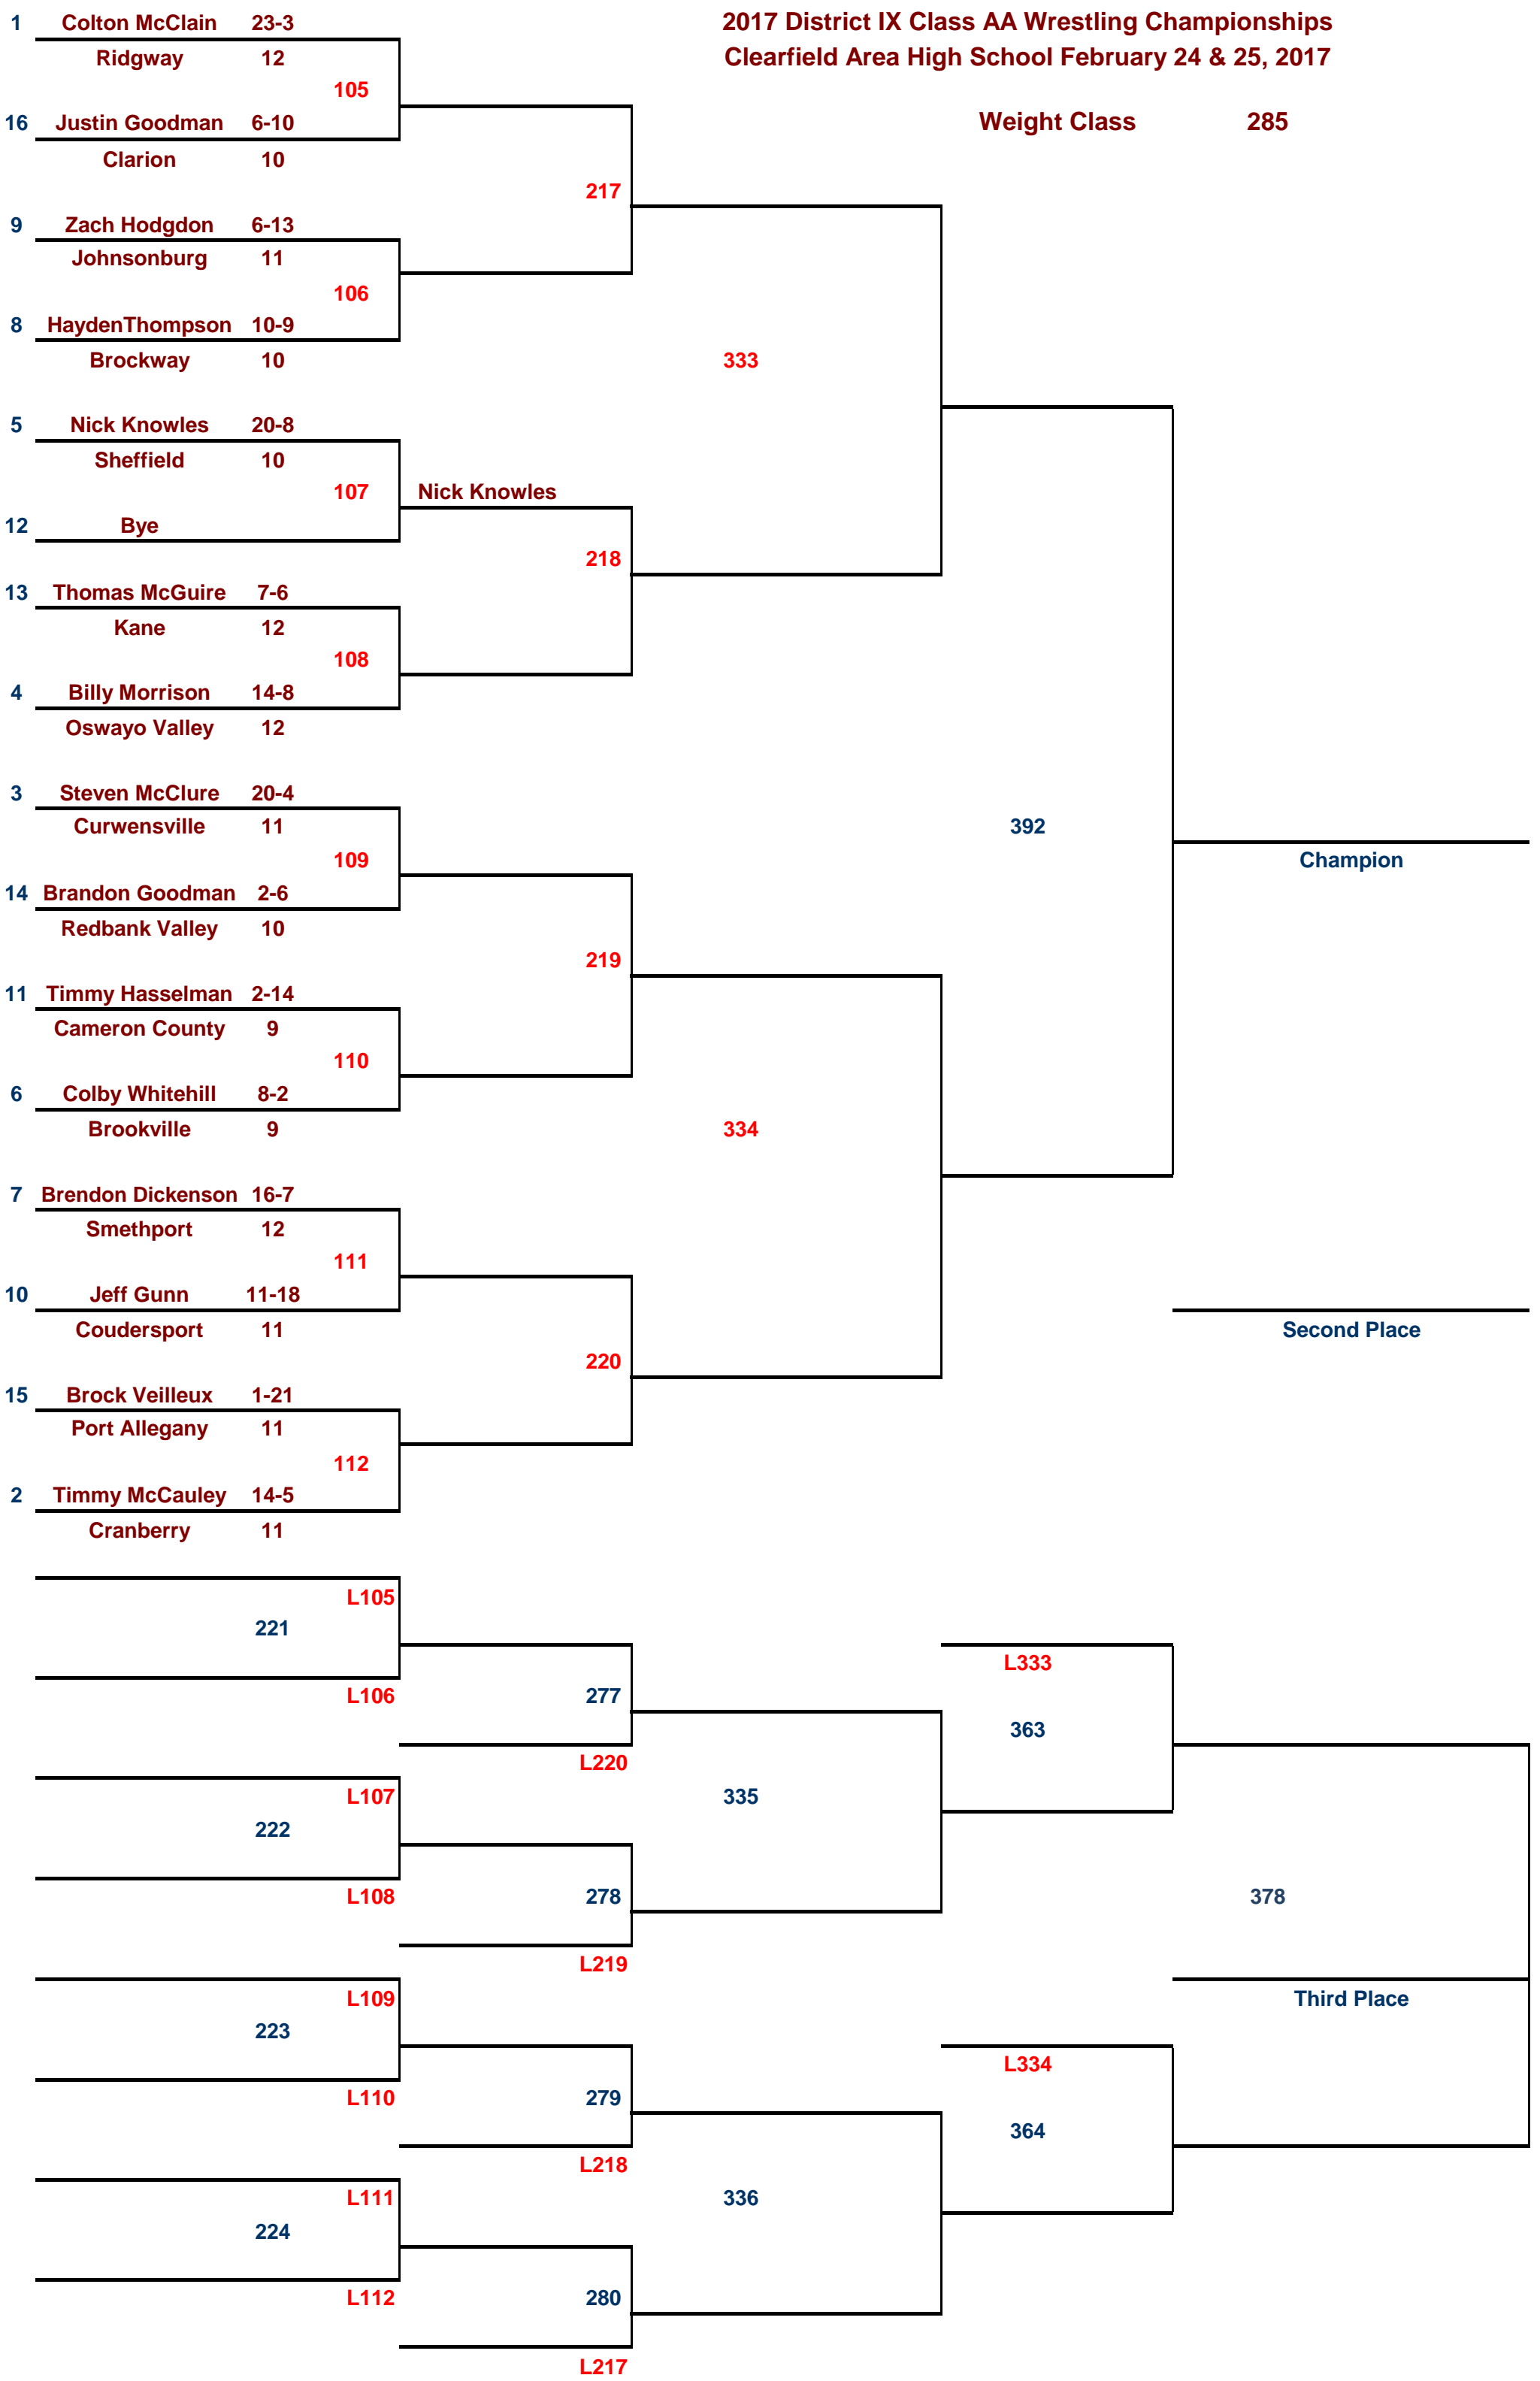 2017 District IX Class AA Wrestling Championships
Clearfield Area High School February 24 & 25, 2017
Weight Class 285
1 Colton McClain 23-3
Ridgway 12
105
16 Justin Goodman 6-10
Clarion 10
217
9 Zach Hodgdon 6-13
Johnsonburg 11
106
8 HaydenThompson 10-9
Brockway 10
333
5 Nick Knowles 20-8
Sheffield 10
107 Nick Knowles
12 Bye
218
13 Thomas McGuire 7-6
Kane 12
108
4 Billy Morrison 14-8
Oswayo Valley 12
3 Steven McClure 20-4
Curwensville 11
392
109
Champion
14 Brandon Goodman 2-6
Redbank Valley 10
219
11 Timmy Hasselman 2-14
Cameron County 9
110
6 Colby Whitehill 8-2
Brookville 9
334
7 Brendon Dickenson 16-7
Smethport 12
111
10 Jeff Gunn 11-18
Coudersport 11
Second Place
220
15 Brock Veilleux 1-21
Port Allegany 11
112
2 Timmy McCauley 14-5
Cranberry 11
L105
221
L333
L106
277
363
L220
L107
335
222
L108
278
378
L219
L109
Third Place
223
L334
L110
279
364
L218
L111
336
224
L112
280
L217